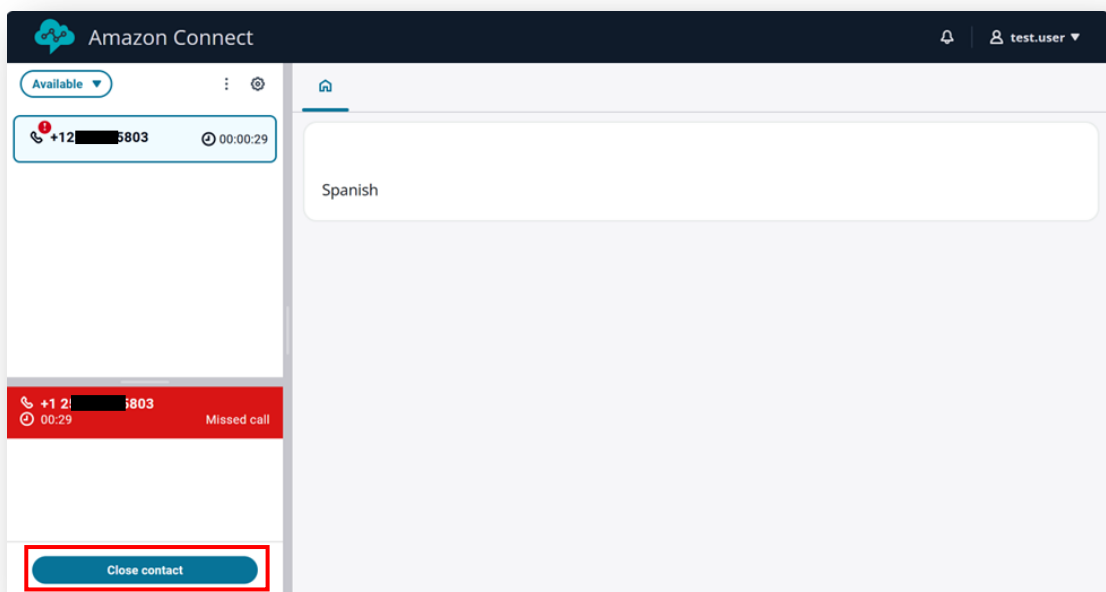 Amazon Connect
test.user
Available
+12 5803 00:00:29
Spanish
+1 2 5803
00:29 Missed call
Close contact